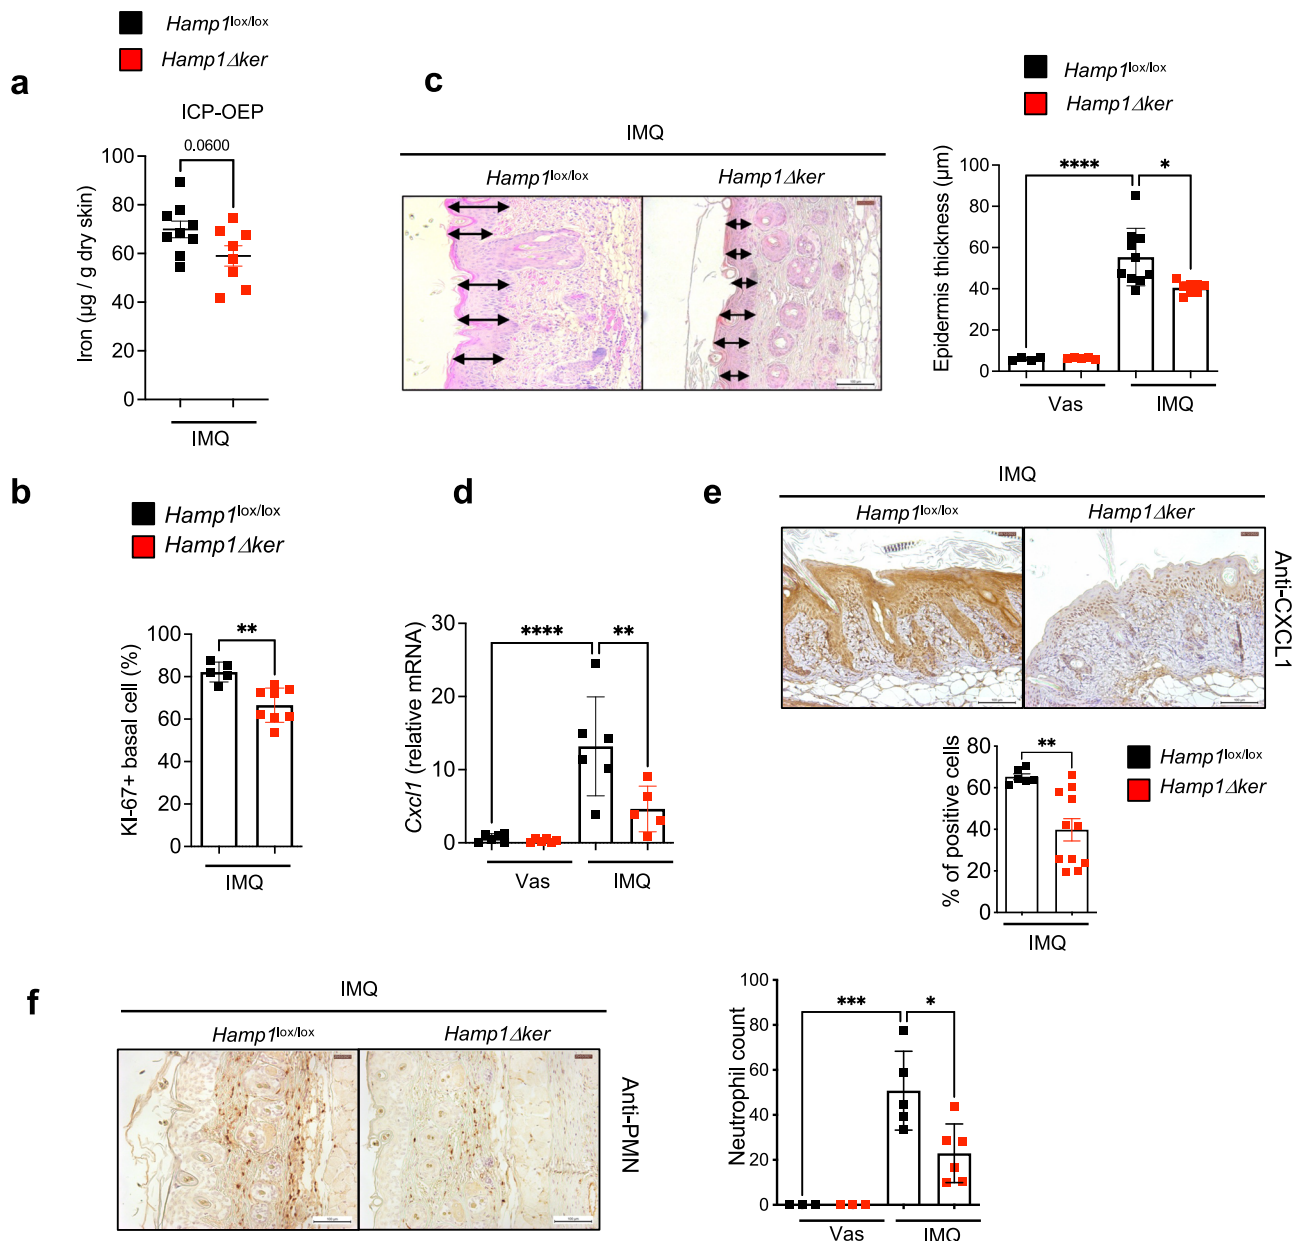 Hamp1lox/lox
Hamp1Δker
a
ICP-OEP
0.0600
100
80
60
40
20
0
Iron (µg / g dry skin)
IMQ
c
IMQ
Hamp1lox/lox
Hamp1Δker
Hamp1lox/lox
Hamp1Δker
****
*
100
80
60
40
20
0
Epidermis thickness (µm)
Vas
IMQ
b
Hamp1lox/lox
Hamp1Δker
**
100
80
60
40
20
0
KI-67+ basal cell (%)
IMQ
d
****
**
30
20
10
0
Cxcl1 (relative mRNA)
Vas
IMQ
e
IMQ
Hamp1lox/lox
Hamp1Δker
Anti-CXCL1
**
80
60
40
20
0
% of positive cells
IMQ
Hamp1lox/lox
Hamp1Δker
f
IMQ
Hamp1lox/lox
Hamp1Δker
Anti-PMN
***
*
100
80
60
40
20
0
Neutrophil count
Vas
IMQ